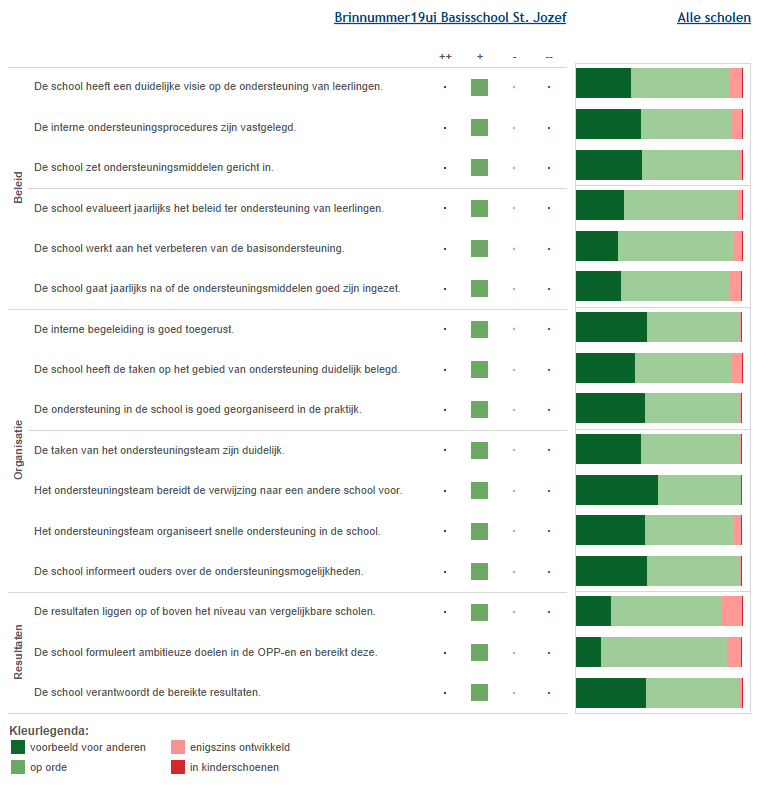 Brinnummer19ui Basisschool St. Jozef
Alle scholen
++ + - --
Beleid
De school heeft een duidelijke visie op de ondersteuning van leerlingen.
De interne ondersteuningsprocedures zijn vastgelegd.
De school zet ondersteuningsmiddelen gericht in.
De school evalueert jaarlijks het beleid ter ondersteuning van leerlingen.
De school werkt aan het verbeteren van de basisondersteuning.
De school gaat jaarlijks na of de ondersteuningsmiddelen goed zijn ingezet.
Organisatie
De interne begeleiding is goed toegerust.
De school heeft de taken op het gebied van ondersteuning duidelijk belegd.
De ondersteuning in de school is goed georganiseerd in de praktijk.
De taken van het ondersteuningsteam zijn duidelijk.
Het ondersteuningsteam bereidt de verwijzing naar een andere school voor.
Het ondersteuningsteam organiseert snelle ondersteuning in de school.
De school informeert ouders over de ondersteuningsmogelijkheden.
Resultaten
De resultaten liggen op of boven het niveau van vergelijkbare scholen.
De school formuleert ambitieuze doelen in de OPP-en en bereikt deze.
De school verantwoordt de bereikte resultaten.
Kleurlegenda:
voorbeeld voor anderen
enigszins ontwikkeld
op orde
in kinderschoenen